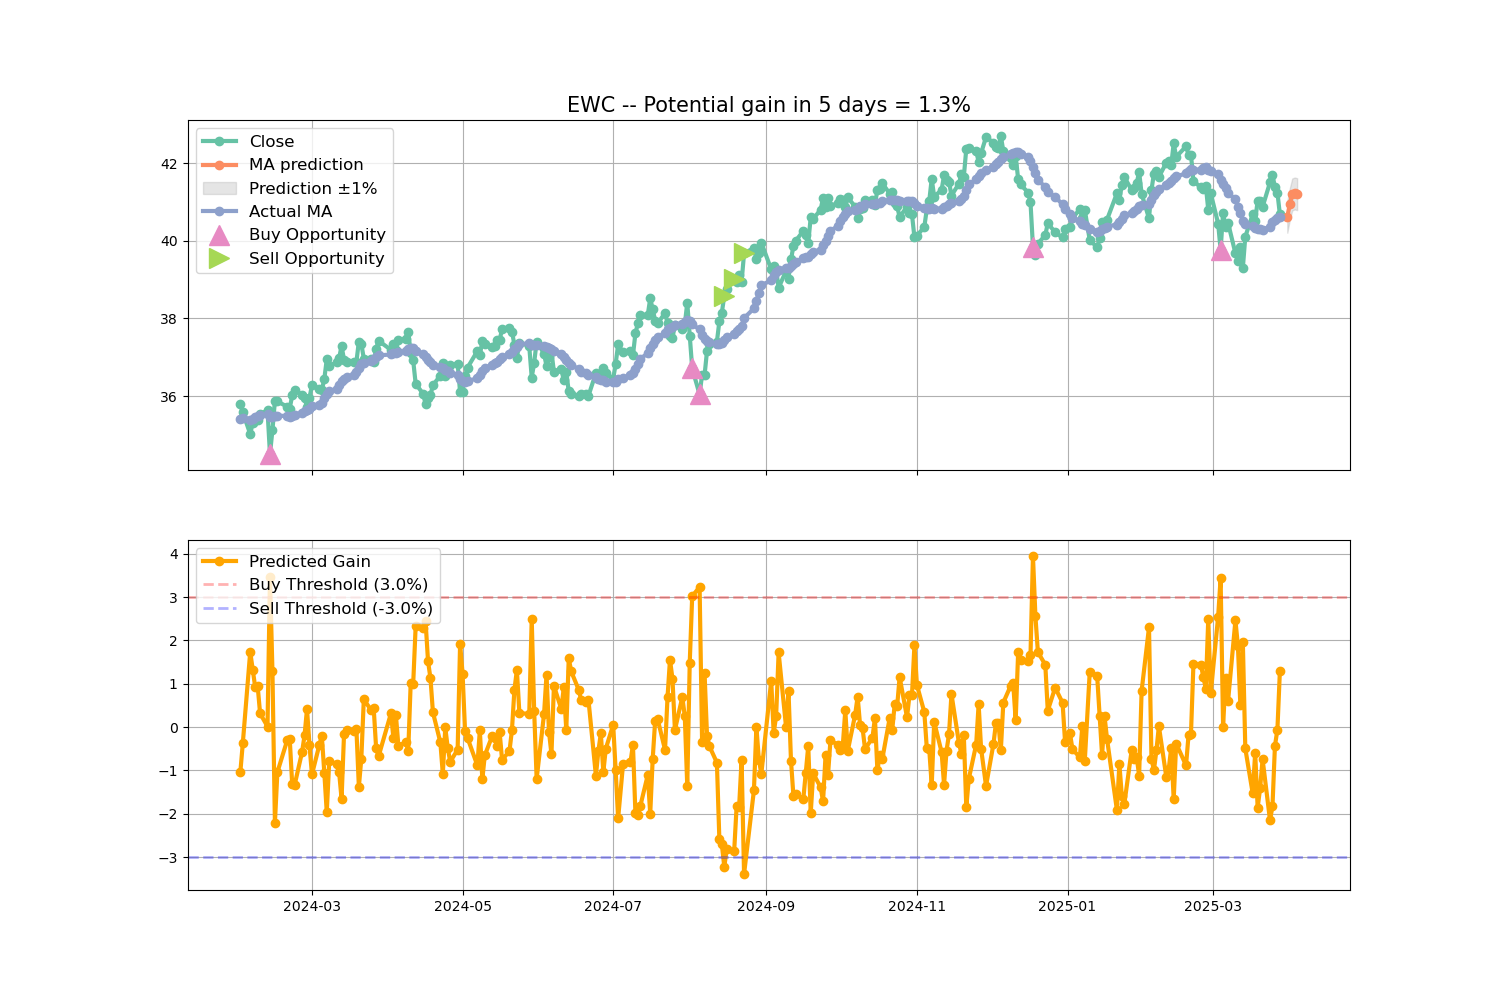 EWC -- Potential gain in 5 days = 1.3%
Close
MA prediction
Prediction ±1%
Actual MA
Buy Opportunity
Sell Opportunity
42
40
38
36
Predicted Gain
Buy Threshold (3.0%)
Sell Threshold (-3.0%)
4
3
2
1
0
−1
−2
−3
2024-03 2024-05 2024-07 2024-09 2024-11 2025-01 2025-03